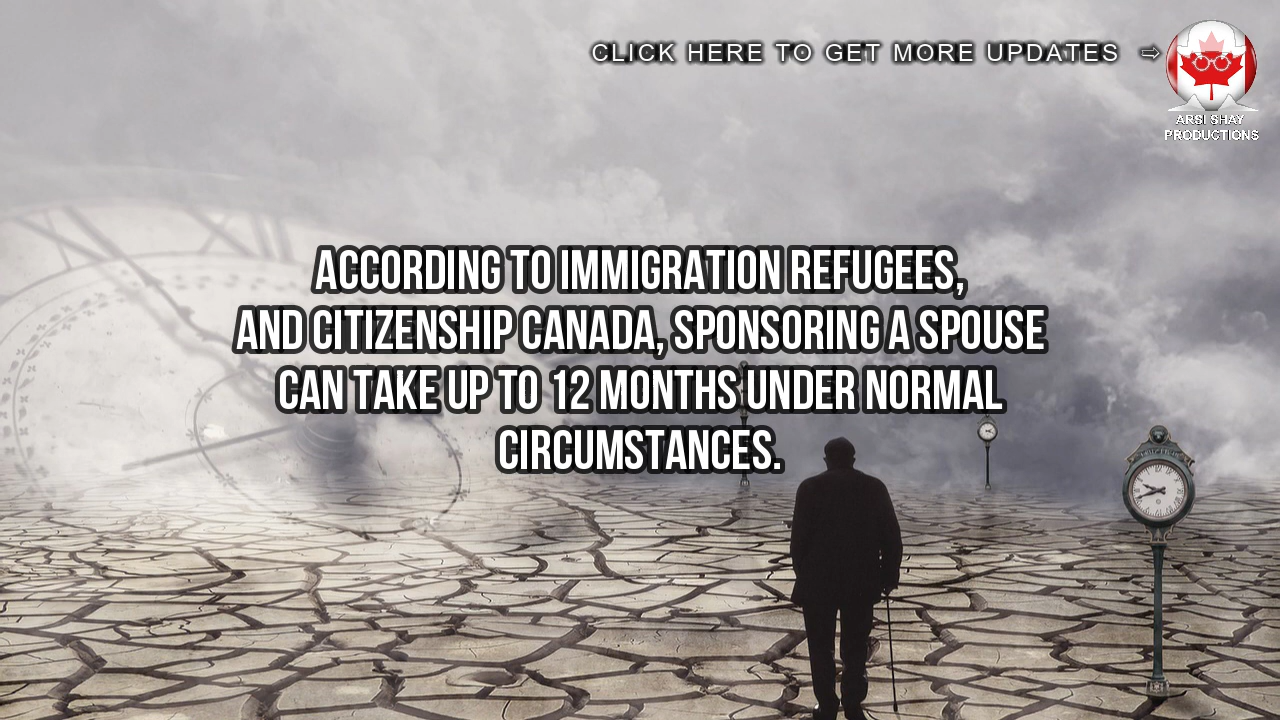 CLICK HERE TO GET MORE UPDATES ⇨
ARSI SHAY
PRODUCTIONS
ACCORDING TO IMMIGRATION REFUGEES,
AND CITIZENSHIP CANADA, SPONSORING A SPOUSE
CAN TAKE UP TO 12 MONTHS UNDER NORMAL
CIRCUMSTANCES.